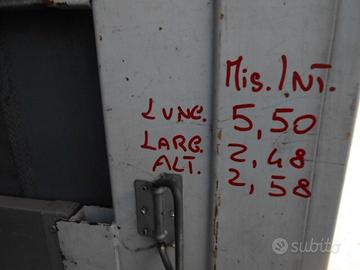 Mis. INT.
LUNG. 5,50
LARG. 2,48
ALT. 2,58
subito